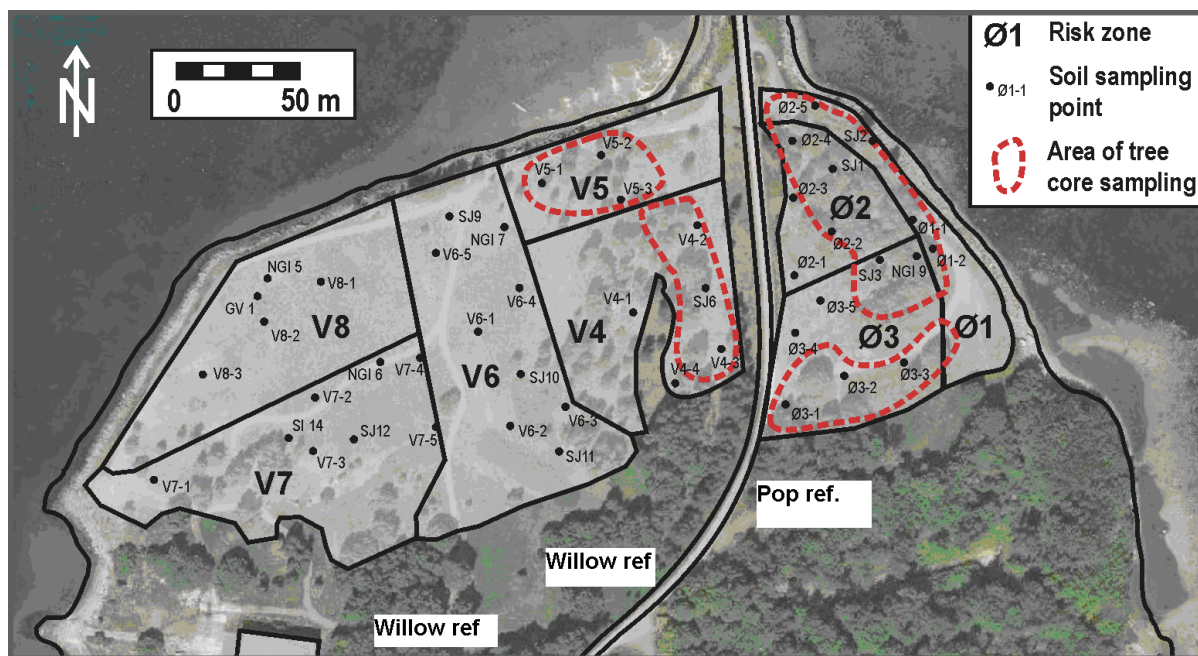 N
0 50 m
Ø1 Risk zone
Ø1-1 Soil sampling
point
Area of tree
core sampling
Ø2-5
SJ2
Ø2-4
SJ1
Ø2-3
Ø2
Ø2-2
Ø1-1
Ø1-2
SJ3
NGI 9
Ø2-1
Ø3-5
Ø3
Ø1
Ø3-4
Ø3-3
Ø3-2
Ø3-1
V5-2
V5-1
V5
V5-3
V4-2
SJ6
V4-1
V4
V4-3
V4-4
SJ9
NGI 7
V6-5
V6-4
V6-1
V6
SJ10
V6-3
V6-2
SJ11
NGI 5
V8-1
GV 1
V8-2
V8
V8-3
NGI 6
V7-4
V7-2
SI 14
SJ12
V7-5
V7-3
V7-1
V7
Pop ref.
Willow ref
Willow ref